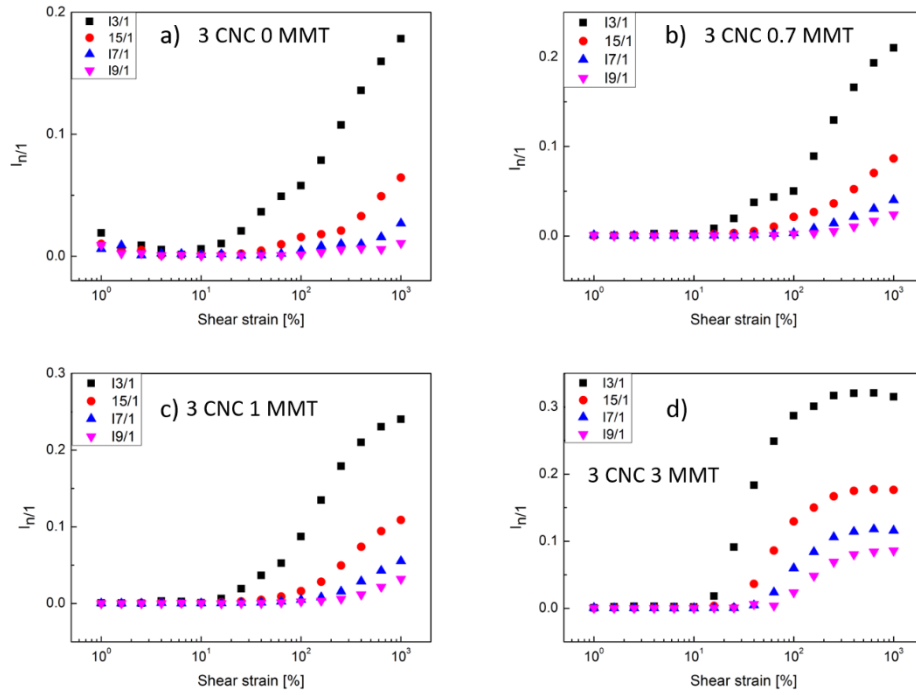 I3/1
15/1
I7/1
I9/1
a) 3 CNC 0 MMT
0.2
0.1
0.0
I_{n/1}
10^0 10^1 10^2 10^3
Shear strain [%]
I3/1
15/1
I7/1
I9/1
b) 3 CNC 0.7 MMT
0.2
0.1
0.0
I_{n/1}
10^0 10^1 10^2 10^3
Shear strain [%]
I3/1
15/1
I7/1
I9/1
c) 3 CNC 1 MMT
0.3
0.2
0.1
0.0
I_{n/1}
10^0 10^1 10^2 10^3
Shear strain [%]
I3/1
15/1
I7/1
I9/1
d)
3 CNC 3 MMT
0.3
0.2
0.1
0.0
I_{n/1}
10^0 10^1 10^2 10^3
Shear strain [%]